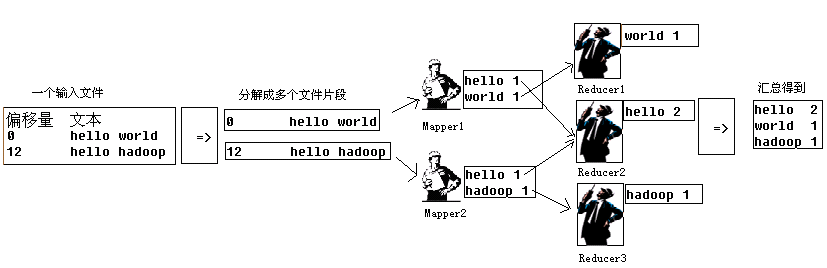 一个输入文件
偏移量 文本
0 hello world
12 hello hadoop
=>
分解成多个文件片段
0 hello world
12 hello hadoop
Mapper1
hello 1
world 1
Mapper2
hello 1
hadoop 1
world 1
Reducer1
hello 2
Reducer2
hadoop 1
Reducer3
=>
汇总得到
hello 2
world 1
hadoop 1